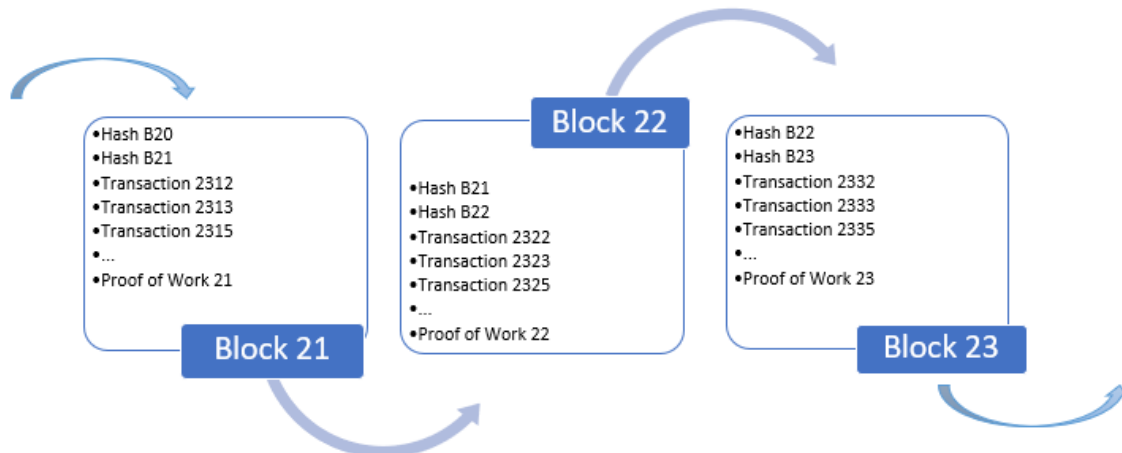 •Hash B20
•Hash B21
•Transaction 2312
•Transaction 2313
•Transaction 2315
•...
•Proof of Work 21
Block 21
Block 22
•Hash B21
•Hash B22
•Transaction 2322
•Transaction 2323
•Transaction 2325
•...
•Proof of Work 22
•Hash B22
•Hash B23
•Transaction 2332
•Transaction 2333
•Transaction 2335
•...
•Proof of Work 23
Block 23